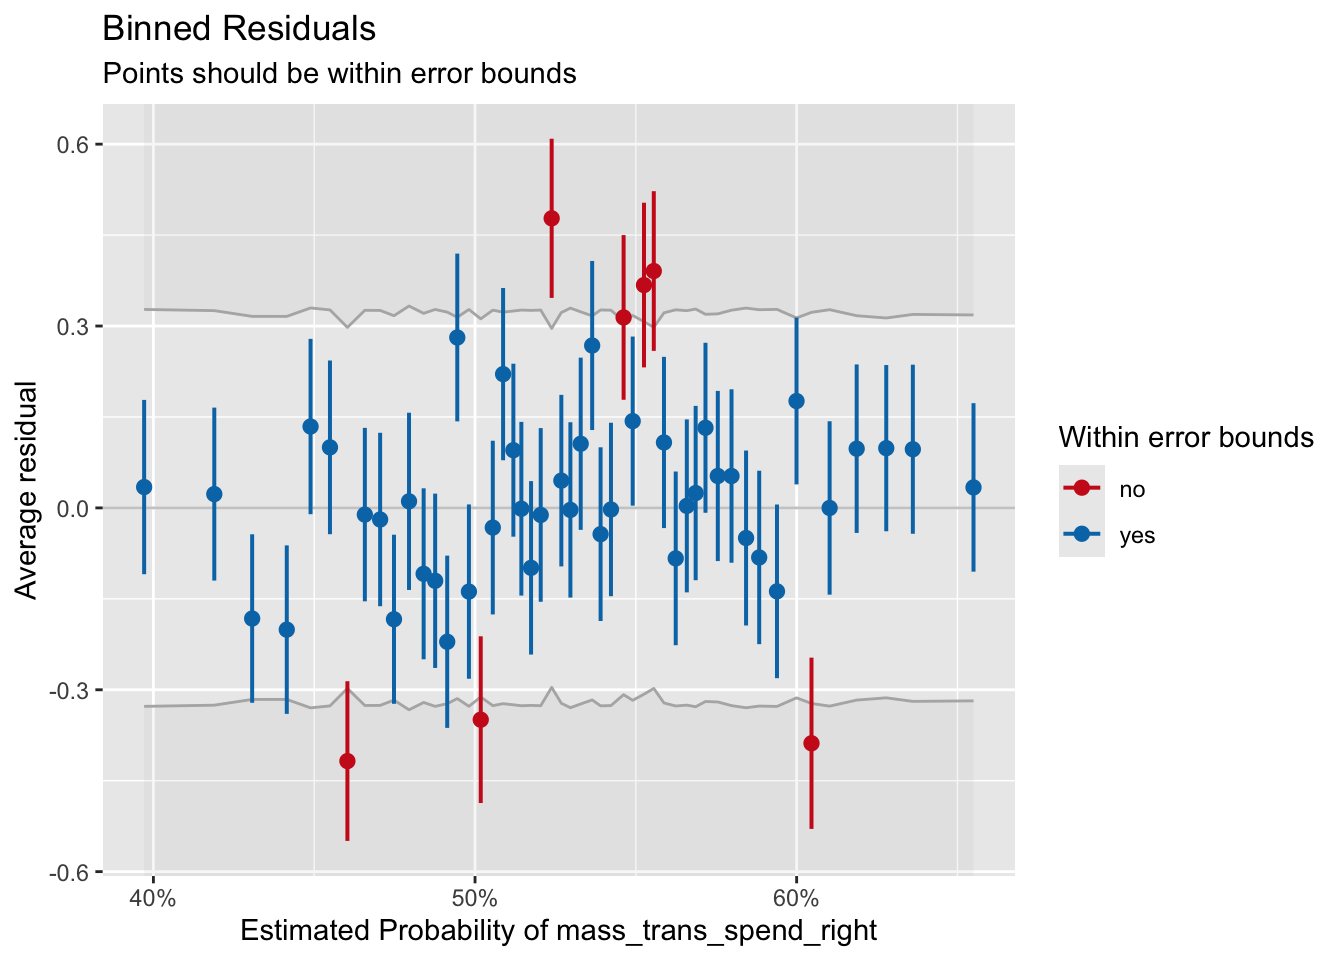 Binned Residuals
Points should be within error bounds
0.6
0.3
0.0
-0.3
-0.6
Average residual
40%
50%
60%
Estimated Probability of mass_trans_spend_right
Within error bounds
no
yes